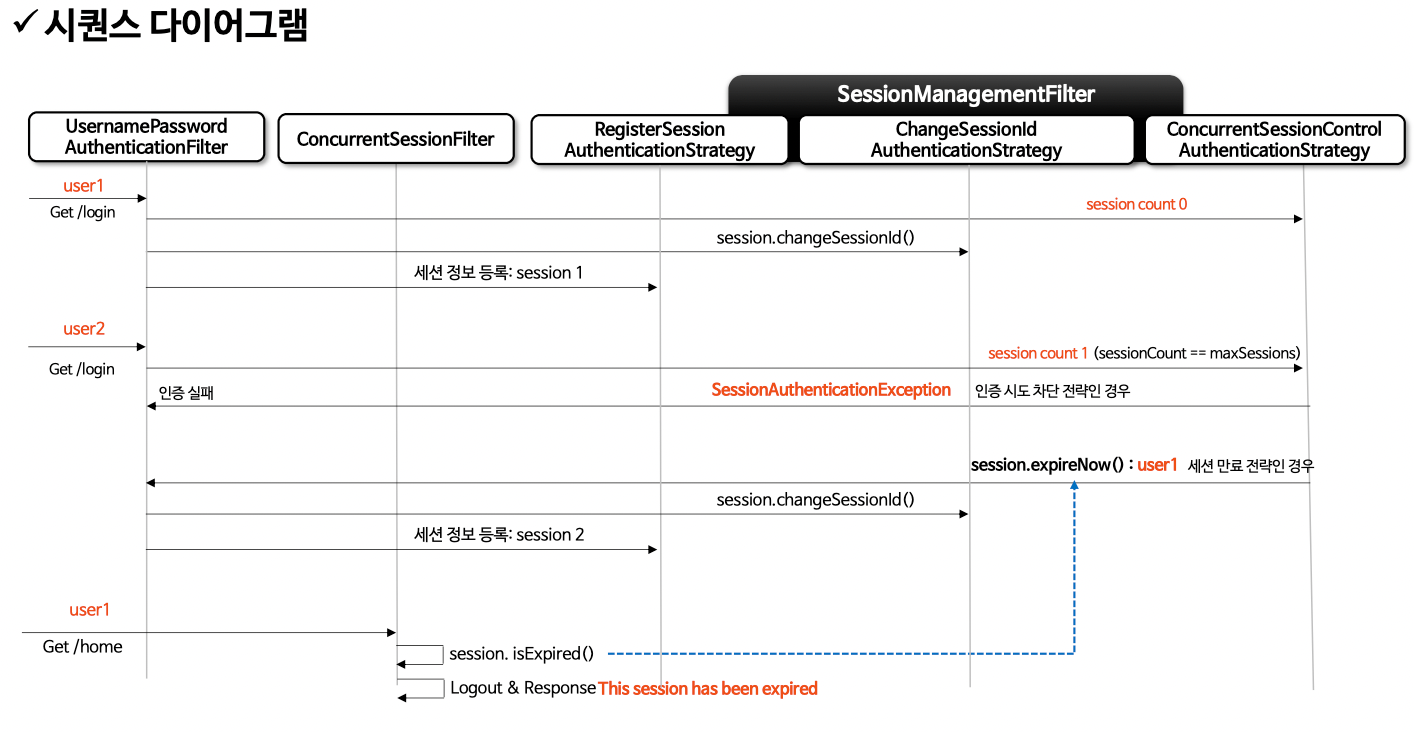 ✓ 시퀀스 다이어그램
SessionManagementFilter
UsernamePassword
AuthenticationFilter
ConcurrentSessionFilter
RegisterSession
AuthenticationStrategy
ChangeSessionId
AuthenticationStrategy
ConcurrentSessionControl
AuthenticationStrategy
user1
Get /login
session count 0
session.changeSessionId()
세션 정보 등록: session 1
user2
Get /login
session count 1 (sessionCount == maxSessions)
인증 실패
SessionAuthenticationException 인증 시도 차단 전략인 경우
session.expireNow() : user1 세션 만료 전략인 경우
session.changeSessionId()
세션 정보 등록: session 2
user1
Get /home
session. isExpired()
Logout & Response This session has been expired